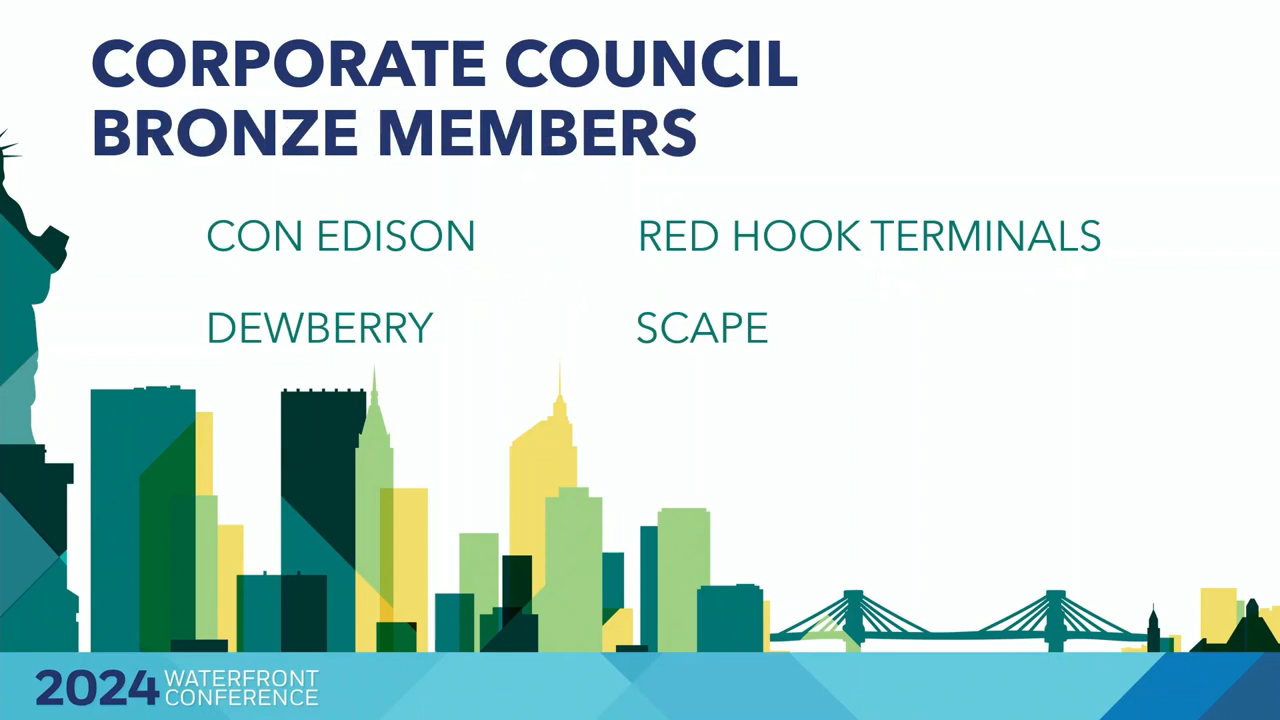 CORPORATE COUNCIL
BRONZE MEMBERS
CON EDISON
RED HOOK TERMINALS
DEWBERRY
SCAPE
2024 WATERFRONT
CONFERENCE